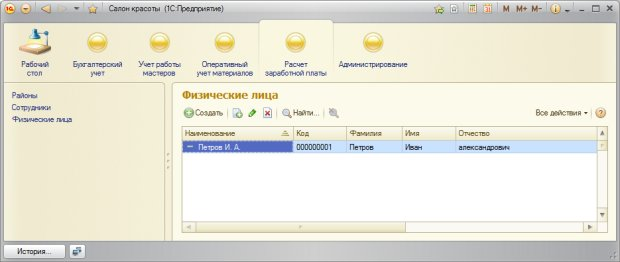 Салон красоты (1С:Предприятие)
M M+ M-
Рабочий стол
Бухгалтерский учет
Учет работы мастеров
Оперативный учет материалов
Расчет заработной платы
Администрирование
Районы
Сотрудники
Физические лица
Физические лица
Создать Найти... Все действия
Наименование Код Фамилия Имя Отчество
Петров И. А. 000000001 Петров Иван александрович
История...